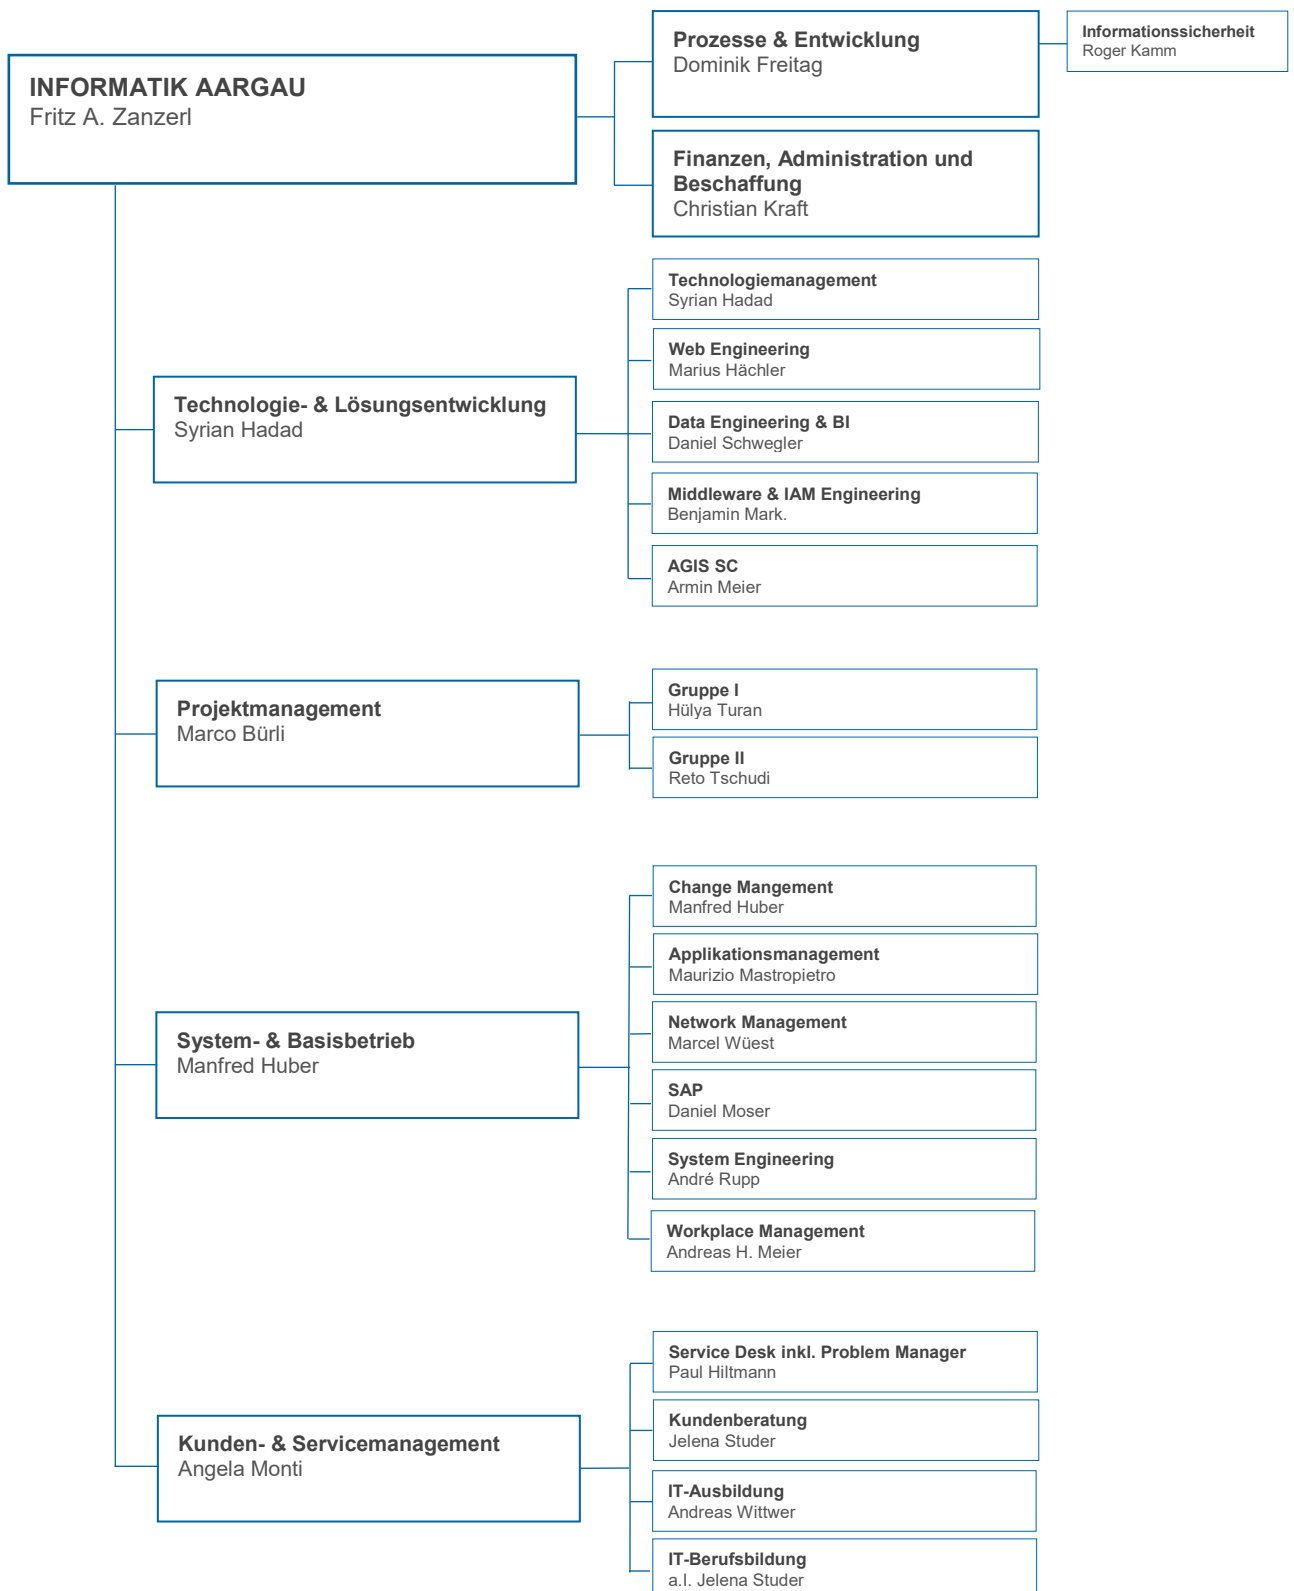 INFORMATIK AARGAU
Fritz A. Zanzerl
Prozesse & Entwicklung
Dominik Freitag
Informationssicherheit
Roger Kamm
Finanzen, Administration und
Beschaffung
Christian Kraft
Technologie- & Lösungsentwicklung
Syrian Hadad
Technologiemanagement
Syrian Hadad
Web Engineering
Marius Hächler
Data Engineering & BI
Daniel Schwegler
Middleware & IAM Engineering
Benjamin Mark.
AGIS SC
Armin Meier
Projektmanagement
Marco Bürli
Gruppe I
Hülya Turan
Gruppe II
Reto Tschudi
System- & Basisbetrieb
Manfred Huber
Change Mangement
Manfred Huber
Applikationsmanagement
Maurizio Mastropietro
Network Management
Marcel Wüest
SAP
Daniel Moser
System Engineering
André Rupp
Workplace Management
Andreas H. Meier
Kunden- & Servicemanagement
Angela Monti
Service Desk inkl. Problem Manager
Paul Hiltmann
Kundenberatung
Jelena Studer
IT-Ausbildung
Andreas Wittwer
IT-Berufsbildung
a.I. Jelena Studer